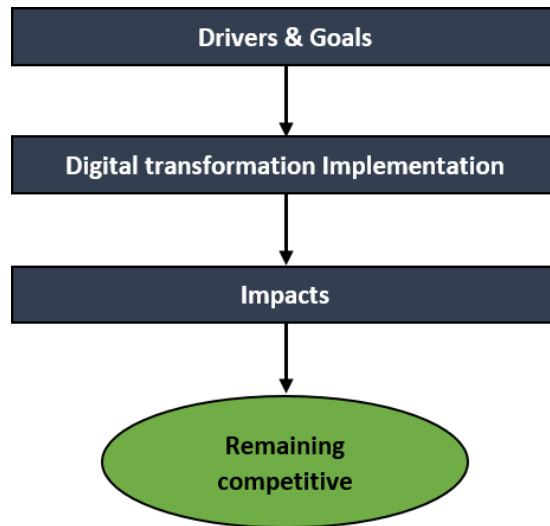 Drivers & Goals
Digital transformation Implementation
Impacts
Remaining
competitive